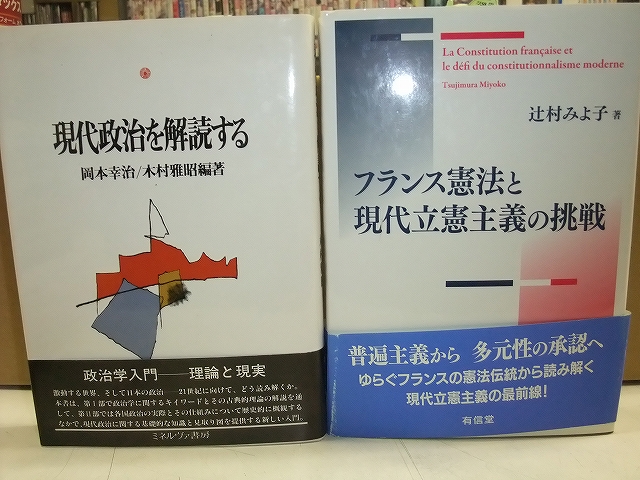 現代政治を解読する
岡本幸治/木村雅昭編著
政治学入門——理論と現実
激動する世界、そして日本の政治——21世紀に向けて、どう読み解くか。
本書は、第Ⅰ部で政治学に関するキイワードとその古典的理論の解説を通
して、第Ⅱ部では各国政治の実際とその仕組みについて歴史的に概観する
なかで、現代政治に関する基礎的な知識と見取り図を提供する新しい入門。
ミネルヴァ書房
La Constitution française et
le défi du constitutionnalisme moderne
Tsujimura Miyoko
辻村みよ子 著
フランス憲法と
現代立憲主義の挑戦
普遍主義から 多元性の承認へ
ゆらぐフランスの憲法伝統から読み解く
現代立憲主義の最前線!
有信堂